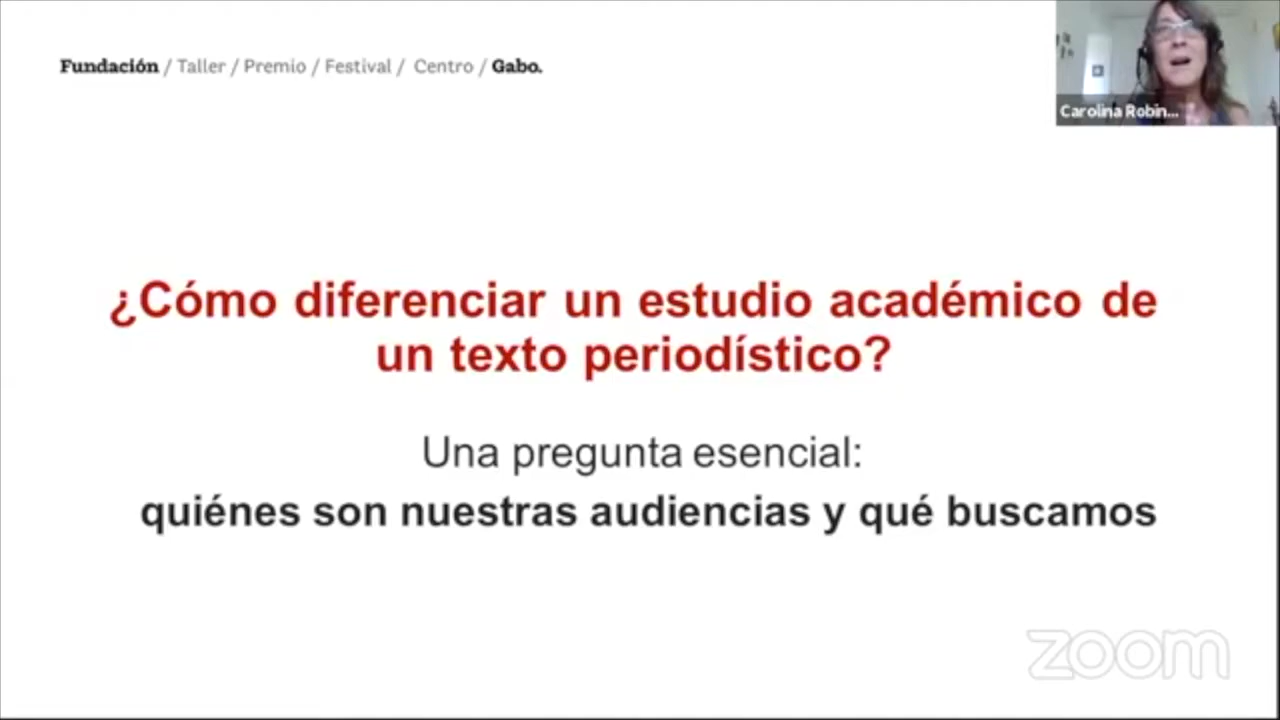 Fundación / Taller / Premio / Festival / Centro / Gabo.
Carolina Robin...
¿Cómo diferenciar un estudio académico de
un texto periodístico?
Una pregunta esencial:
quiénes son nuestras audiencias y qué buscamos
zoom